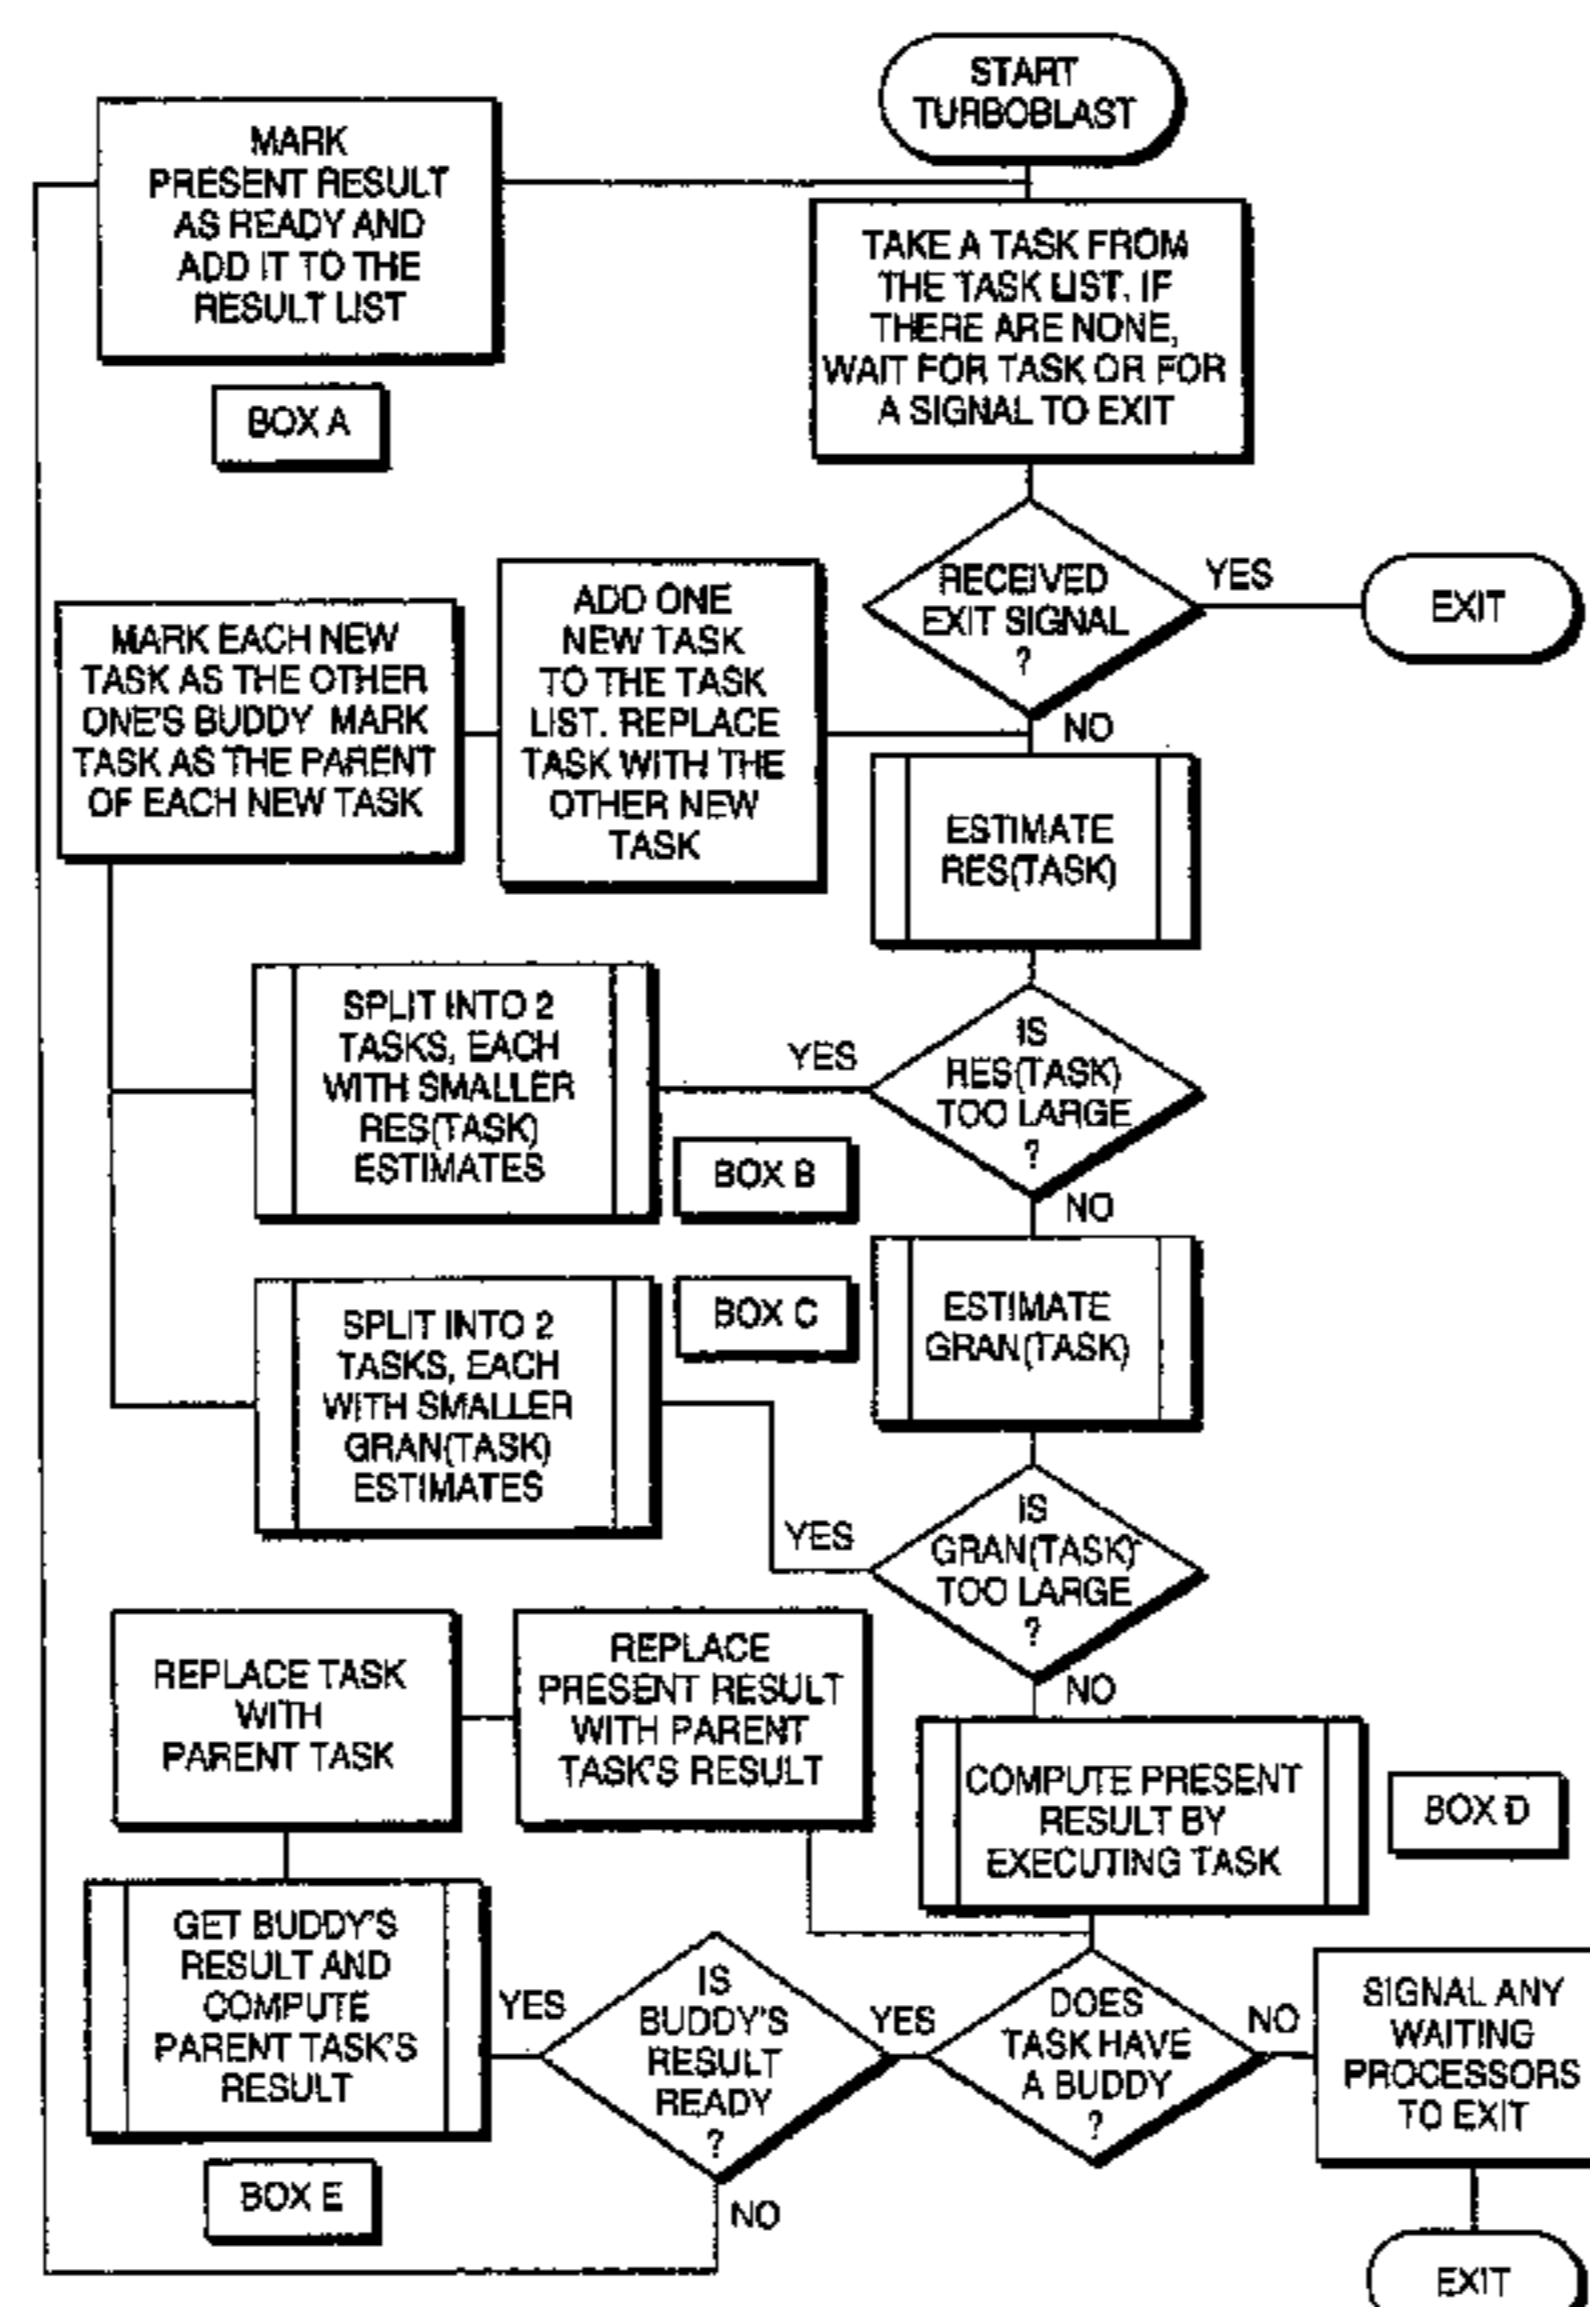 START
TURBOBLAST
MARK
PRESENT RESULT
AS READY AND
ADD IT TO THE
RESULT LIST
BOX A
TAKE A TASK FROM
THE TASK LIST. IF
THERE ARE NONE,
WAIT FOR TASK OR FOR
A SIGNAL TO EXIT
RECEIVED
EXIT SIGNAL
?
YES
EXIT
NO
MARK EACH NEW
TASK AS THE OTHER
ONE'S BUDDY MARK
TASK AS THE PARENT
OF EACH NEW TASK
ADD ONE
NEW TASK
TO THE TASK
LIST. REPLACE
TASK WITH THE
OTHER NEW
TASK
ESTIMATE
RES(TASK)
SPLIT INTO 2
TASKS, EACH
WITH SMALLER
RES(TASK)
ESTIMATES
YES
IS
RES(TASK)
TOO LARGE
?
BOX B
NO
SPLIT INTO 2
TASKS, EACH
WITH SMALLER
GRAN(TASK)
ESTIMATES
BOX C
ESTIMATE
GRAN(TASK)
YES
IS
GRAN(TASK)
TOO LARGE
?
NO
REPLACE TASK
WITH
PARENT TASK
REPLACE
PRESENT RESULT
WITH PARENT
TASK'S RESULT
COMPUTE PRESENT
RESULT BY
EXECUTING TASK
BOX D
GET BUDDY'S
RESULT AND
COMPUTE
PARENT TASK'S
RESULT
YES
IS
BUDDY'S
RESULT
READY
?
YES
DOES
TASK HAVE
A BUDDY
?
NO
SIGNAL ANY
WAITING
PROCESSORS
TO EXIT
BOX E
NO
EXIT